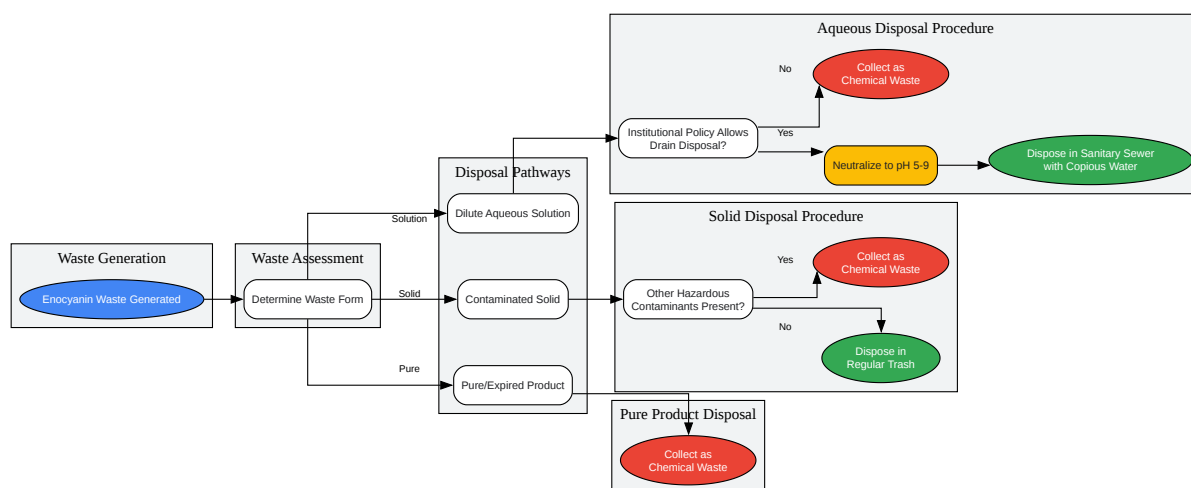 Aqueous Disposal Procedure
No
Collect as
Chemical Waste
Institutional Policy Allows
Drain Disposal?
Yes
Neutralize to pH 5-9
Dispose in Sanitary Sewer
with Copious Water
Disposal Pathways
Solution
Dilute Aqueous Solution
Solid Disposal Procedure
Waste Generation
Enocyanin Waste Generated
Waste Assessment
Determine Waste Form
Solid
Contaminated Solid
Other Hazardous
Contaminants Present?
Yes
Collect as
Chemical Waste
No
Dispose in
Regular Trash
Pure
Pure/Expired Product
Pure Product Disposal
Collect as
Chemical Waste